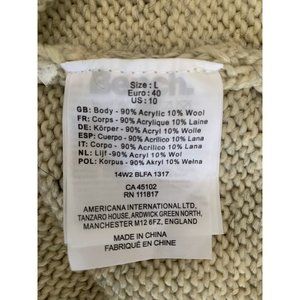 Bench.
Size : L
Euro : 40
US : 10
GB: Body - 90% Acrylic 10% Wool
FR: Corps - 90% Acrylique 10% Laine
DE: Körper - 90% Acryl 10% Wolle
ESP: Cuerpo - 90% Acrílico 10% Lana
IT: Corpo - 90% Acrilico 10% Lana
NL: Lijf -90% Acryl 10% Wol
POL: Korpus - 90% Akryl 10% Wełna
14W2 BLFA 1317
CA 45102
RN 111817
AMERICANA INTERNATIONAL LTD,
TANZARO HOUSE, ARDWICK GREEN NORTH,
MANCHESTER M12 6FZ, ENGLAND
MADE IN CHINA
FABRIQUÉ EN CHINE